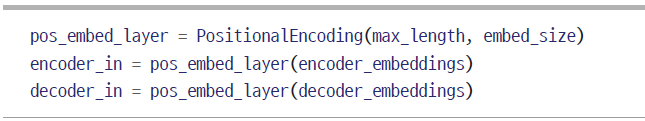 pos_embed_layer = PositionalEncoding(max_length, embed_size)
encoder_in = pos_embed_layer(encoder_embeddings)
decoder_in = pos_embed_layer(decoder_embeddings)